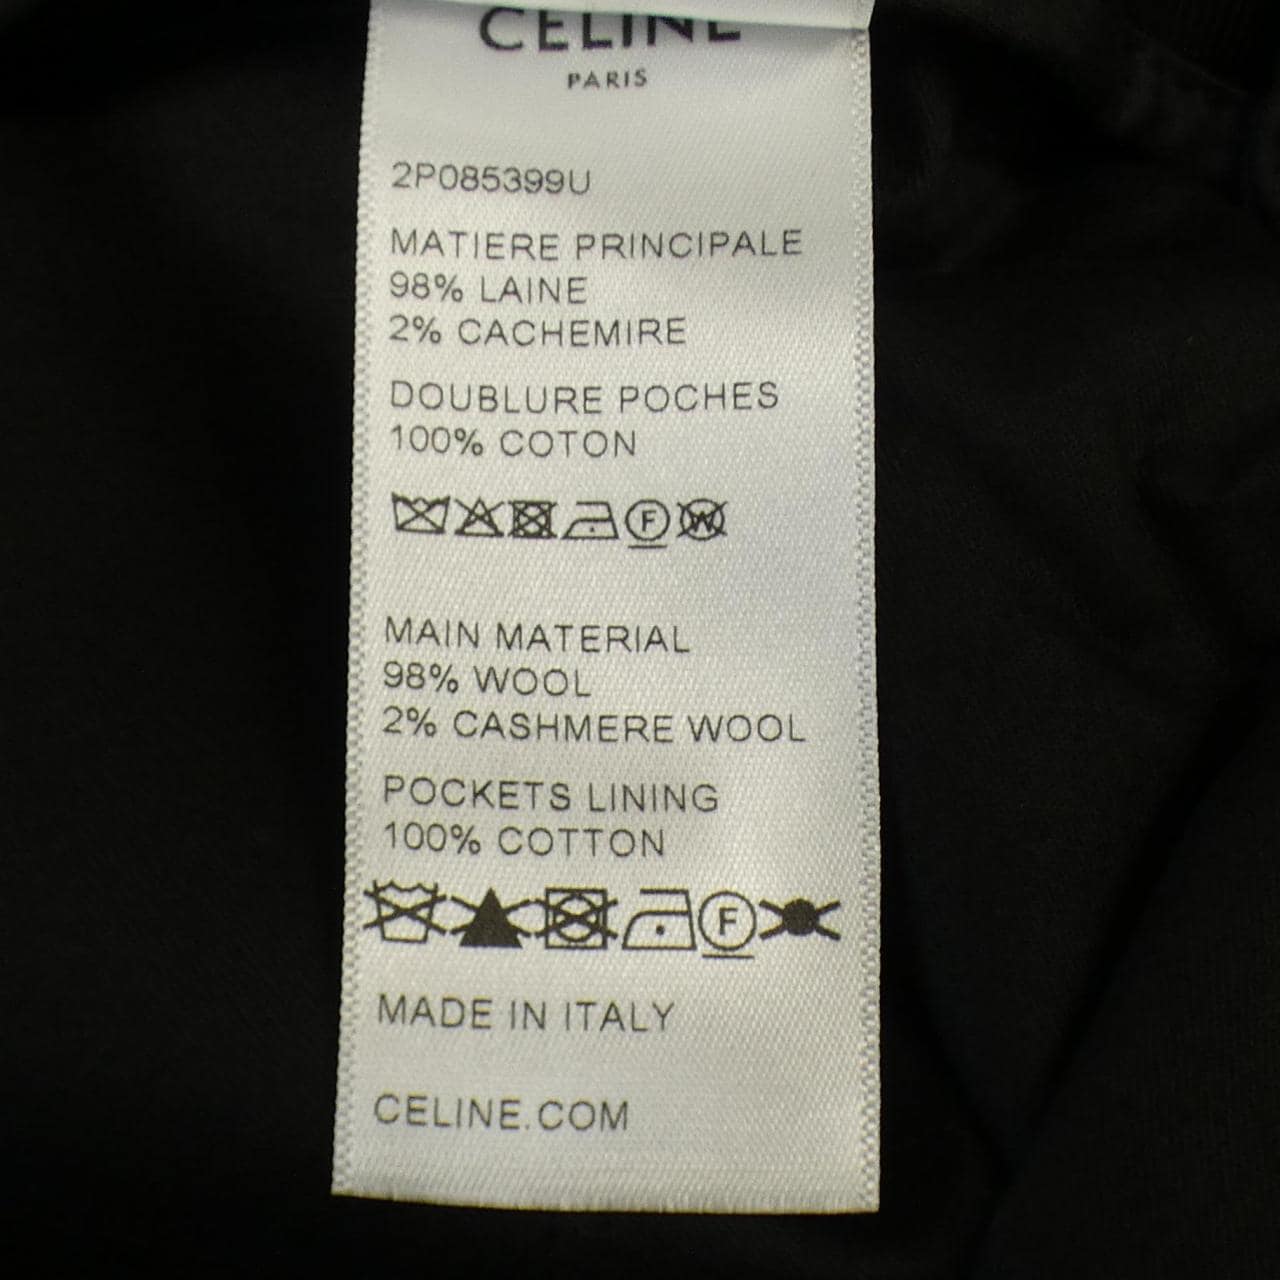 CELINE
PARIS
2P085399U
MATIERE PRINCIPALE
98% LAINE
2% CACHEMIRE
DOUBLURE POCHES
100% COTON
F W
MAIN MATERIAL
98% WOOL
2% CASHMERE WOOL
POCKETS LINING
100% COTTON
F
MADE IN ITALY
CELINE.COM